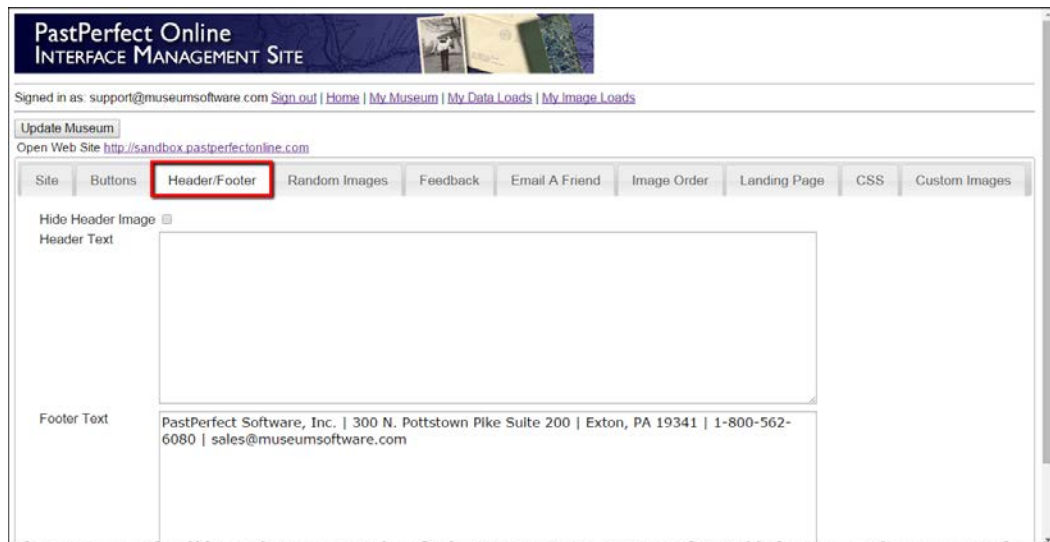 PastPerfect Online
INTERFACE MANAGEMENT SITE
Signed in as: support@museumsoftware.com Sign out | Home | My Museum | My Data Loads | My Image Loads
Update Museum
Open Web Site http://sandbox.pastperfectonline.com
Site Buttons Header/Footer Random Images Feedback Email A Friend Image Order Landing Page CSS Custom Images
Hide Header Image
Header Text
Footer Text
PastPerfect Software, Inc. | 300 N. Pottstown Pike Suite 200 | Exton, PA 19341 | 1-800-562-
6080 | sales@museumsoftware.com